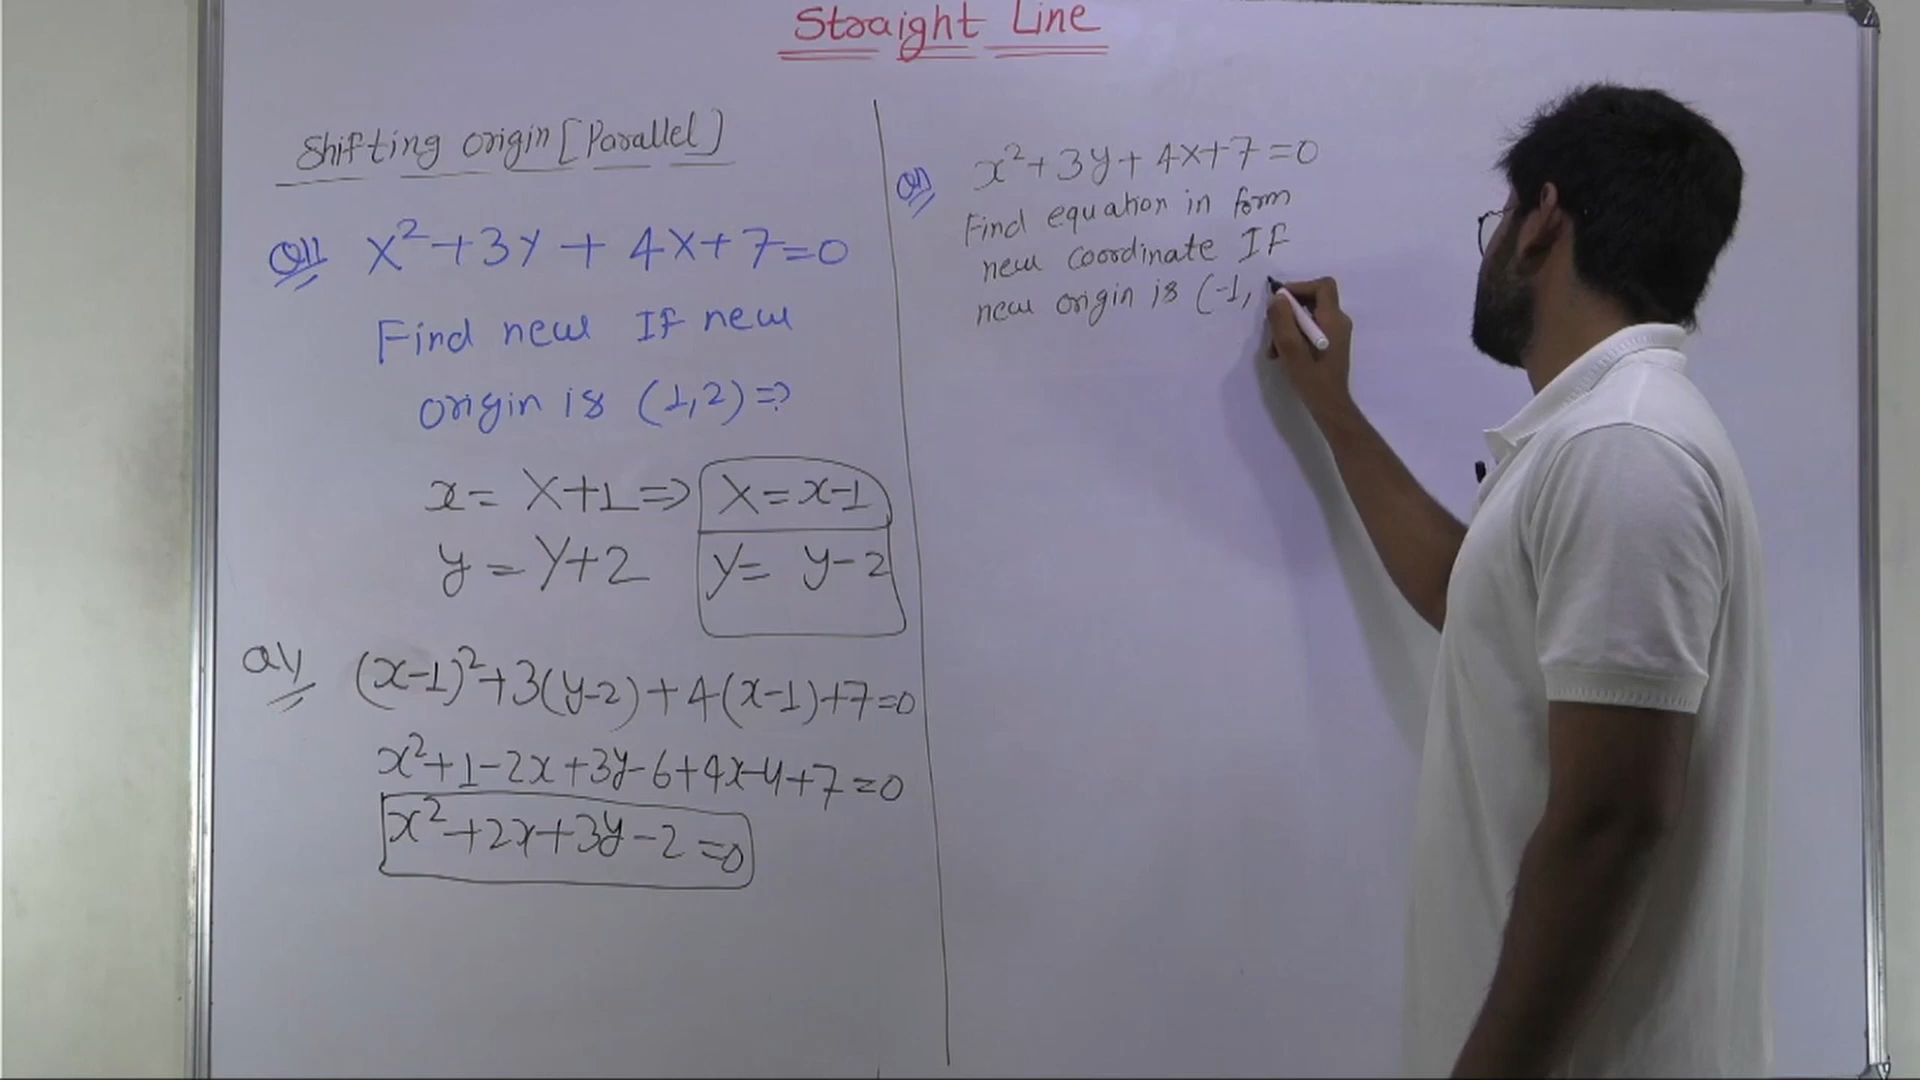 Straight Line
Shifting origin [Parallel]
Q1) X²+3Y+4X+7=0
Find new If new
origin is (1,2)=?
x= X+1⇒ X=x-1
y=Y+2 Y= y-2
(x-1)²+3(y-2)+4(x-1)+7=0
x²+1-2x+3y-6+4x-4+7=0
x²+2x+3y-2=0
x²+3y+4x+7=0
Find equation in form
new coordinate IF
new origin is (-1,